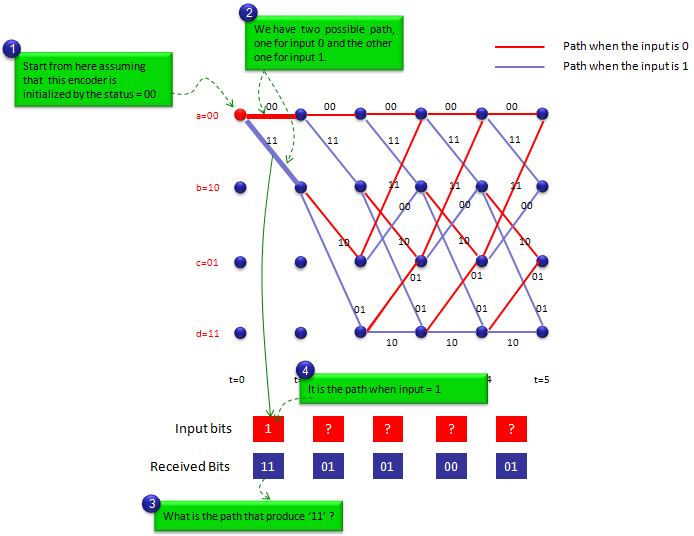 1
Start from here assuming
that this encoder is
initialized by the status = 00
2
We have two possible path,
one for input 0 and the other
one for input 1.
Path when the input is 0
Path when the input is 1
00 00 00 00 00
a=00
11 11 11 11 11
b=10
11 11 11
00 00 00
10 10 10 10
c=01
01 01 01
01 01 01 01
d=11
10 10 10
t=0 t= 4 t=5
4
It is the path when input = 1
Input bits 1 ? ? ? ?
Received Bits 11 01 01 00 01
3
What is the path that produce ‘11’ ?